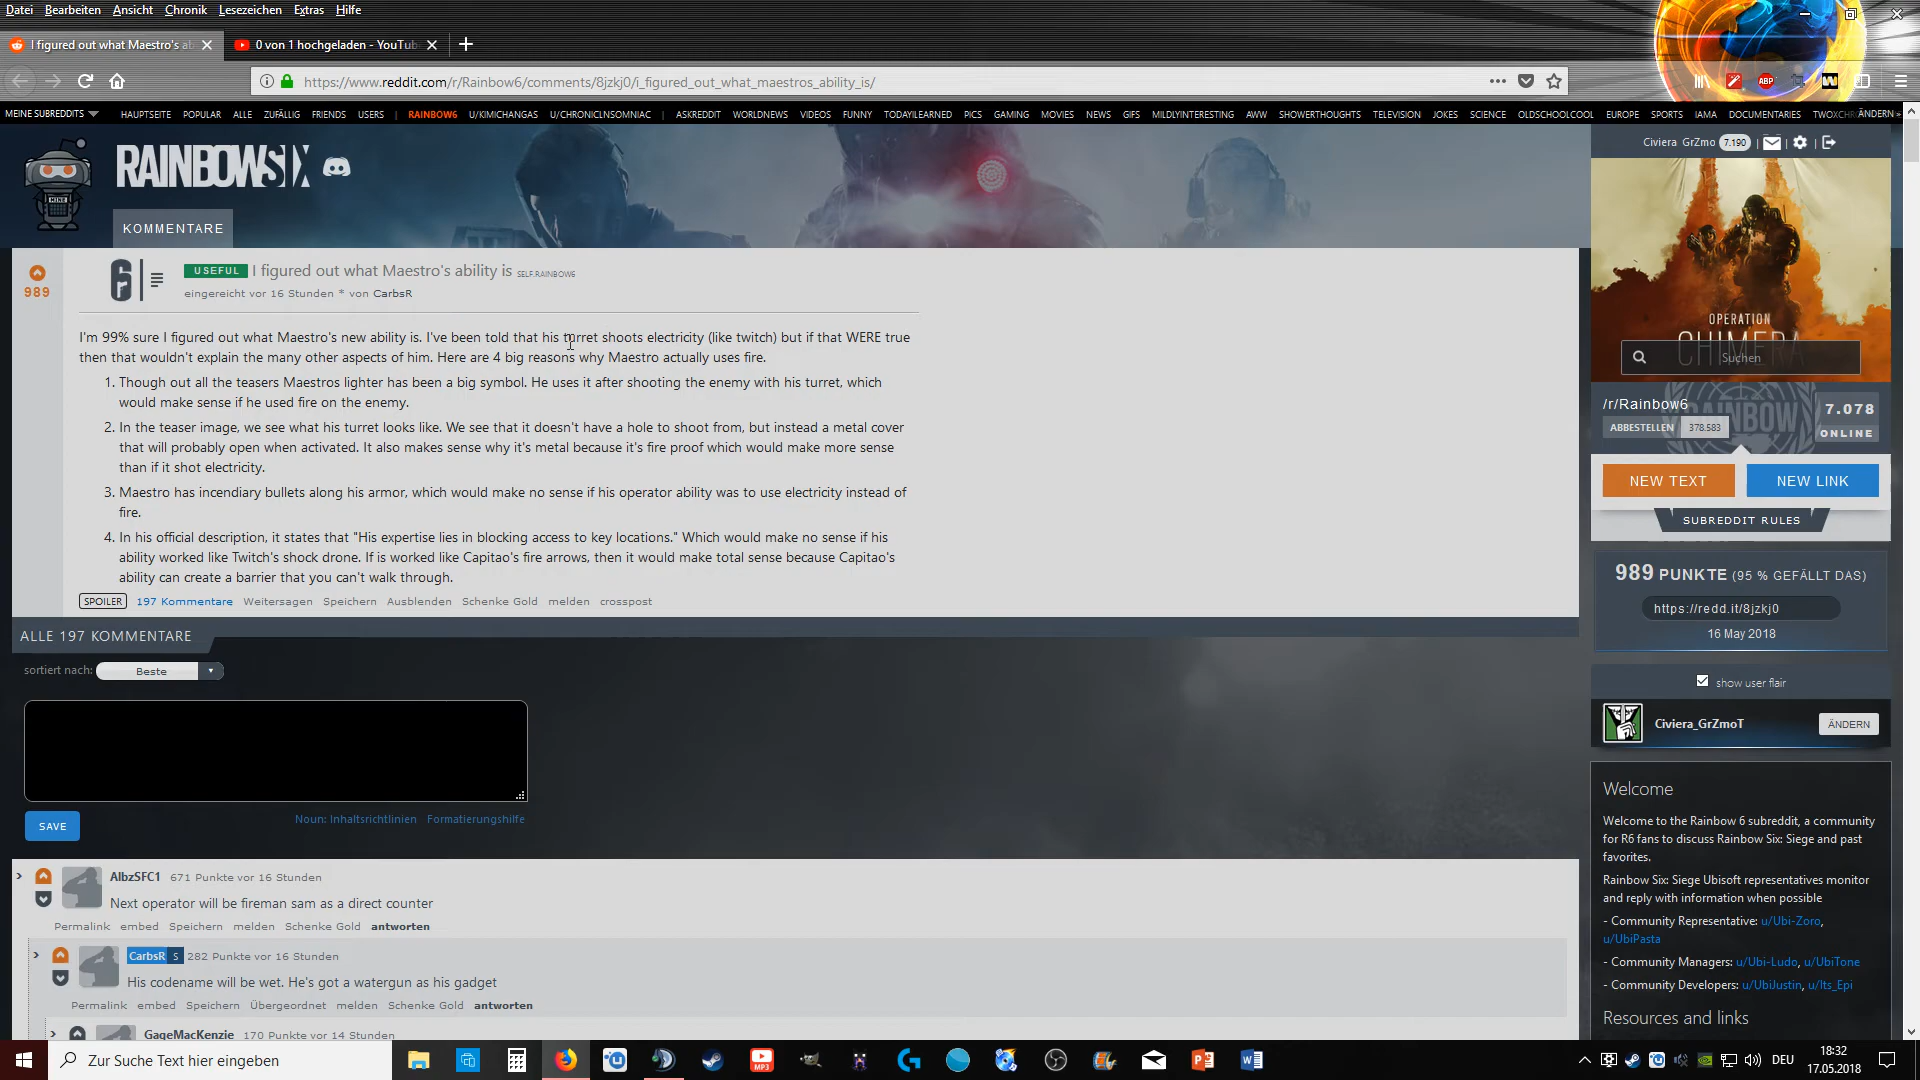 Datei Bearbeiten Ansicht Chronik Lesezeichen Extras Hilfe
I figured out what Maestro's ab 0 von 1 hochgeladen - YouTub
https://www.reddit.com/r/Rainbow6/comments/8jzkj0/i_figured_out_what_maestros_ability_is/
ABP
MEINE SUBREDDITS HAUPTSEITE POPULAR ALLE ZUFÄLLIG FRIENDS USERS | RAINBOW6 U/KIMICHANGAS U/CHRONICLNSOMNIAC | ASKREDDIT WORLDNEWS VIDEOS FUNNY TODAYILEARNED PICS GAMING MOVIES NEWS GIFS MILDLYINTERESTING AWW SHOWERTHOUGHTS TELEVISION JOKES SCIENCE OLDSCHOOLCOOL EUROPE SPORTS IAMA DOCUMENTARIES TWOXCHR ÄNDERN »
RAINBOWSIX
Civiera GrZmo 7.190
KOMMENTARE
989
USEFUL I figured out what Maestro's ability is SELF.RAINBOW6
eingereicht vor 16 Stunden * von CarbsR
I'm 99% sure I figured out what Maestro's new ability is. I've been told that his turret shoots electricity (like twitch) but if that WERE true
then that wouldn't explain the many other aspects of him. Here are 4 big reasons why Maestro actually uses fire.
1. Though out all the teasers Maestros lighter has been a big symbol. He uses it after shooting the enemy with his turret, which
would make sense if he used fire on the enemy.
2. In the teaser image, we see what his turret looks like. We see that it doesn't have a hole to shoot from, but instead a metal cover
that will probably open when activated. It also makes sense why it's metal because it's fire proof which would make more sense
than if it shot electricity.
3. Maestro has incendiary bullets along his armor, which would make no sense if his operator ability was to use electricity instead of
fire.
4. In his official description, it states that "His expertise lies in blocking access to key locations." Which would make no sense if his
ability worked like Twitch's shock drone. If is worked like Capitao's fire arrows, then it would make total sense because Capitao's
ability can create a barrier that you can't walk through.
SPOILER 197 Kommentare Weitersagen Speichern Ausblenden Schenke Gold melden crosspost
ALLE 197 KOMMENTARE
sortiert nach: Beste
SAVE
Noun: Inhaltsrichtlinien Formatierungshilfe
AlbzSFC1 671 Punkte vor 16 Stunden
Next operator will be fireman sam as a direct counter
Permalink embed Speichern melden Schenke Gold antworten
CarbsR S 282 Punkte vor 16 Stunden
His codename will be wet. He's got a watergun as his gadget
Permalink embed Speichern Übergeordnet melden Schenke Gold antworten
GageMacKenzie 170 Punkte vor 14 Stunden
OPERATION
CHIMERA
Suchen
/r/Rainbow6
ABBESTELLEN 378.583
7.078
ONLINE
NEW TEXT NEW LINK
SUBREDDIT RULES
989 PUNKTE (95 % GEFÄLLT DAS)
https://redd.it/8jzkj0
16 May 2018
show user flair
Civiera_GrZmoT ÄNDERN
Welcome
Welcome to the Rainbow 6 subreddit, a community
for R6 fans to discuss Rainbow Six: Siege and past
favorites.
Rainbow Six: Siege Ubisoft representatives monitor
and reply with information when possible
- Community Representative: u/Ubi-Zoro,
u/UbiPasta
- Community Managers: u/Ubi-Ludo, u/UbiTone
- Community Developers: u/UbiJustin, u/Its_Epi
Resources and links
Zur Suche Text hier eingeben
MP3
DEU
18:32
17.05.2018